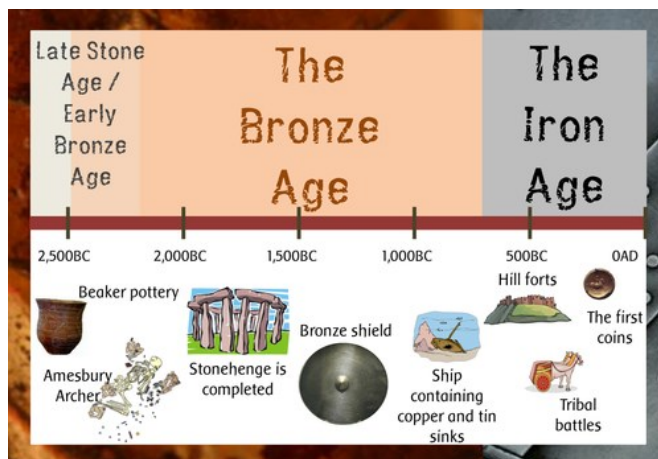 Late Stone
Age /
Early
Bronze
Age
The
Bronze
Age
The
Iron
Age
2,500BC
2,000BC
1,500BC
1,000BC
500BC
0AD
Beaker pottery
Amesbury
Archer
Stonehenge is
completed
Bronze shield
Ship
containing
copper and tin
sinks
Hill forts
The first
coins
Tribal
battles